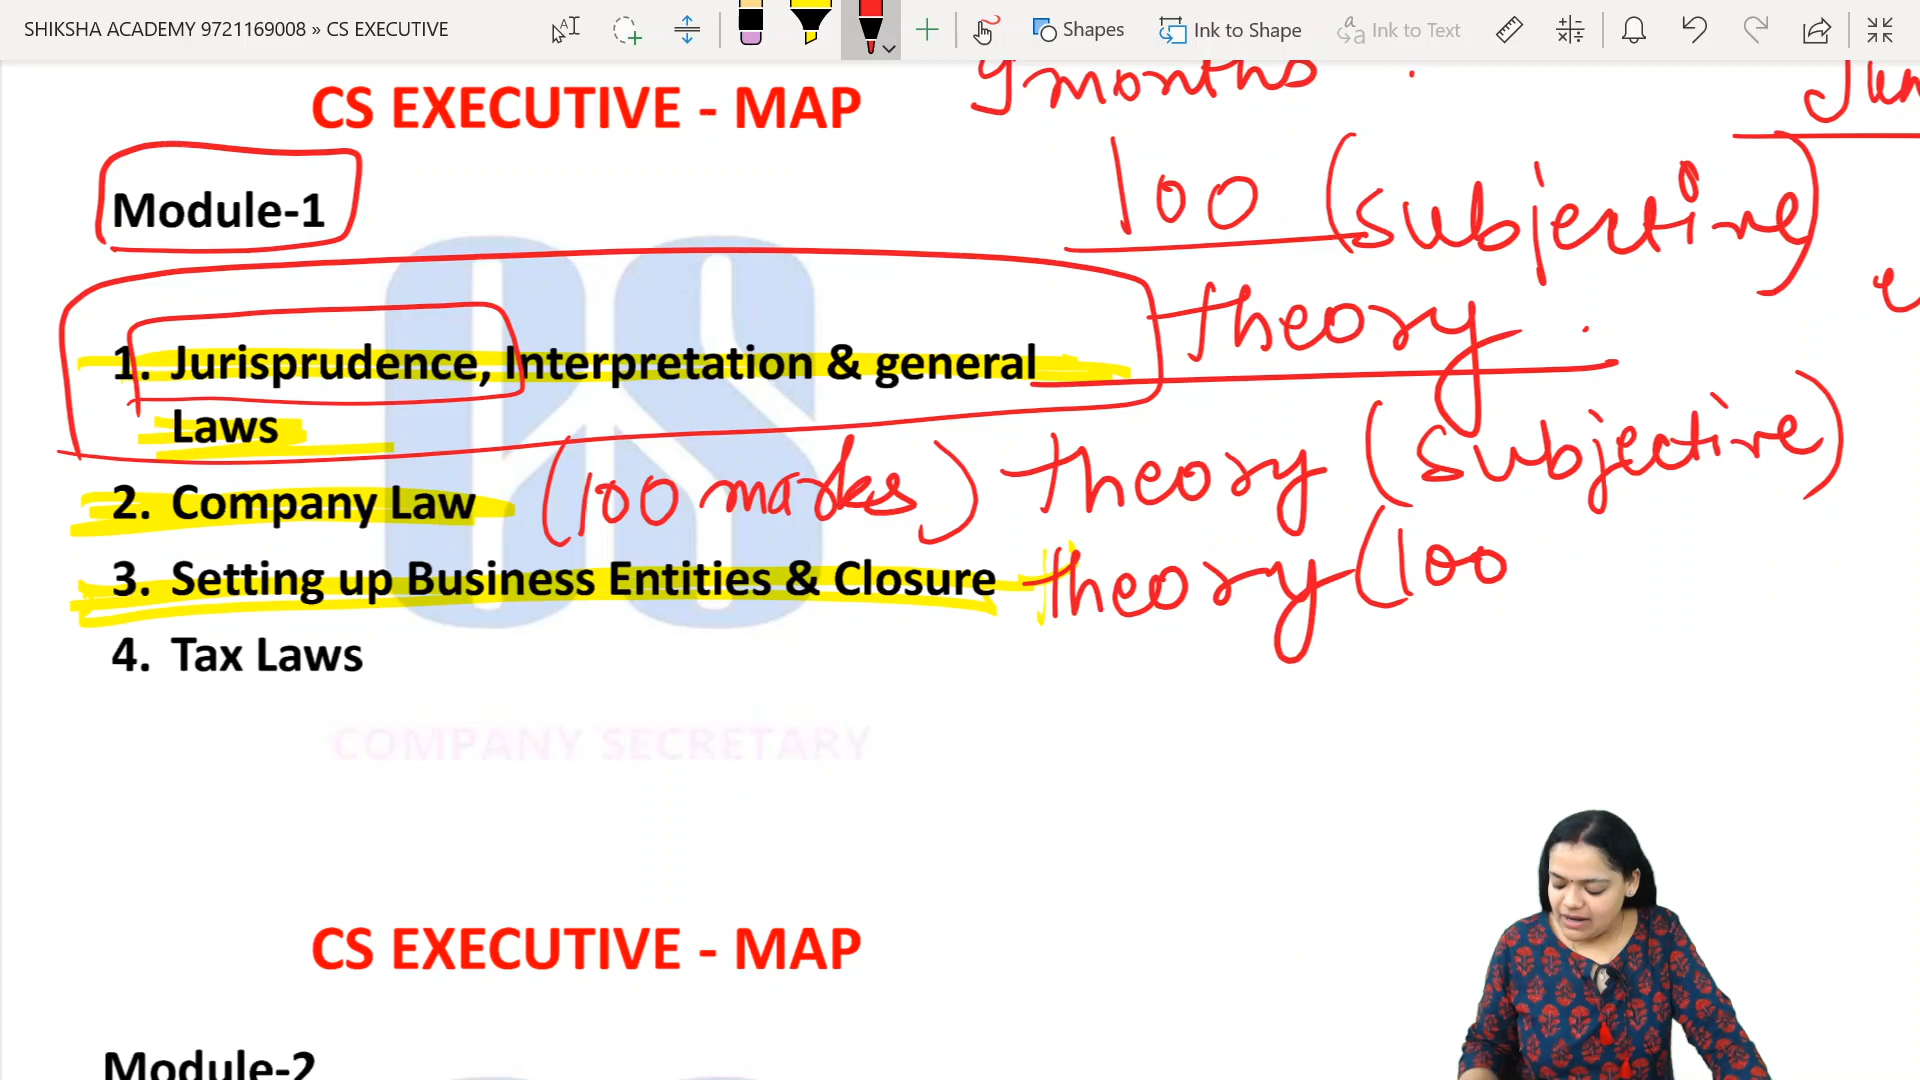 SHIKSHA ACADEMY 9721169008 » CS EXECUTIVE
Shapes
Ink to Shape
Ink to Text
CS EXECUTIVE - MAP
9 months
Module-1
100 (subjective)
theory
1. Jurisprudence, Interpretation & general
Laws
2. Company Law (100 marks) theory (subjective)
3. Setting up Business Entities & Closure theory (100
4. Tax Laws
COMPANY SECRETARY
CS EXECUTIVE - MAP
Module-2